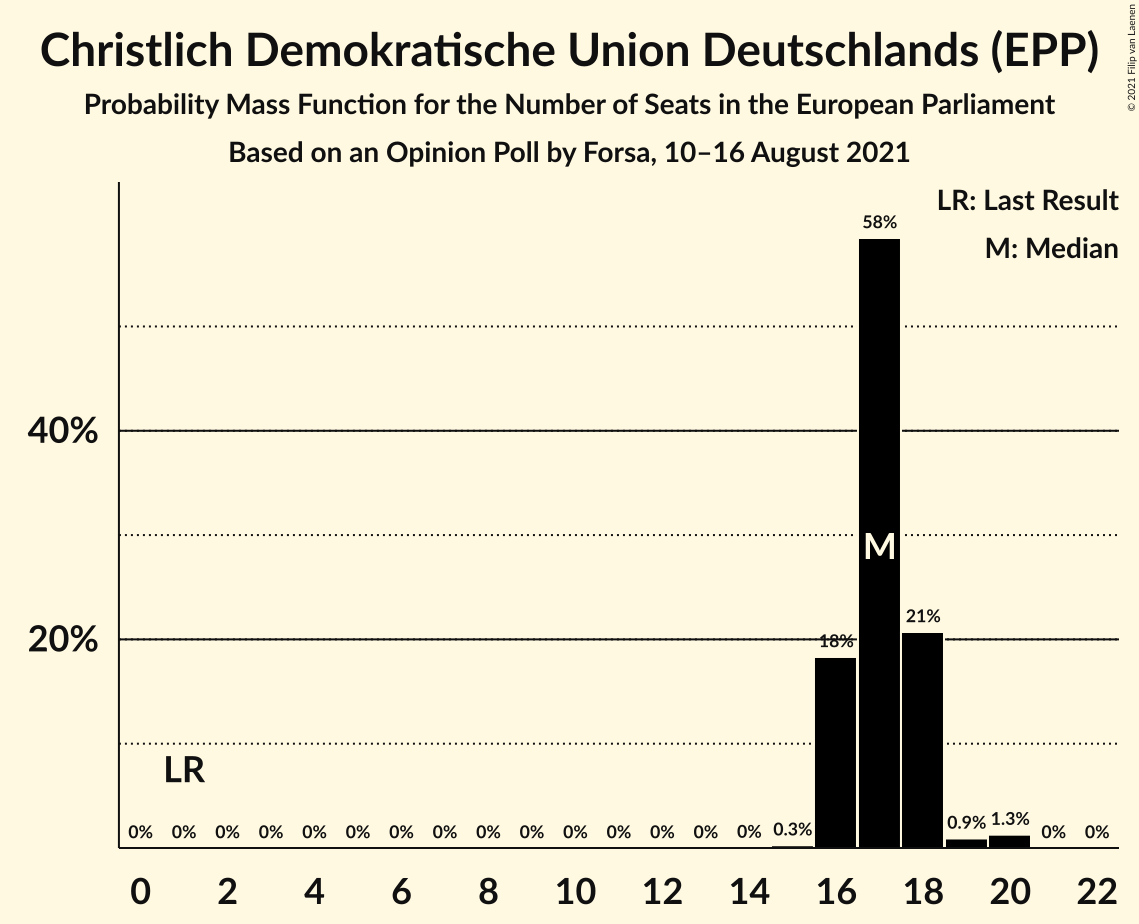 Christlich Demokratische Union Deutschlands (EPP)
Probability Mass Function for the Number of Seats in the European Parliament
Based on an Opinion Poll by Forsa, 10–16 August 2021
© 2021 Filip van Laenen
LR: Last Result
M: Median
58%
40%
M
21%
20%
18%
LR
0% 0% 0% 0% 0% 0% 0% 0% 0% 0% 0% 0% 0% 0% 0% 0.3% 0.9% 1.3% 0% 0%
0 2 4 6 8 10 12 14 16 18 20 22